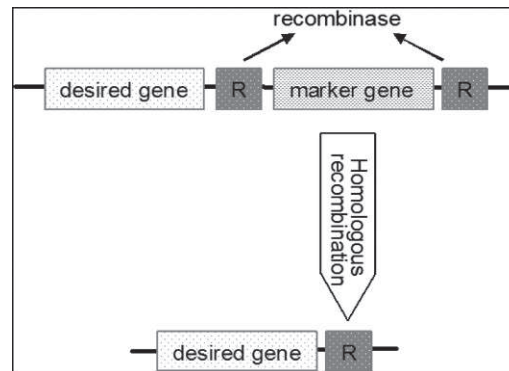 recombinase
desired gene R marker gene R
Homologous
recombination
desired gene R